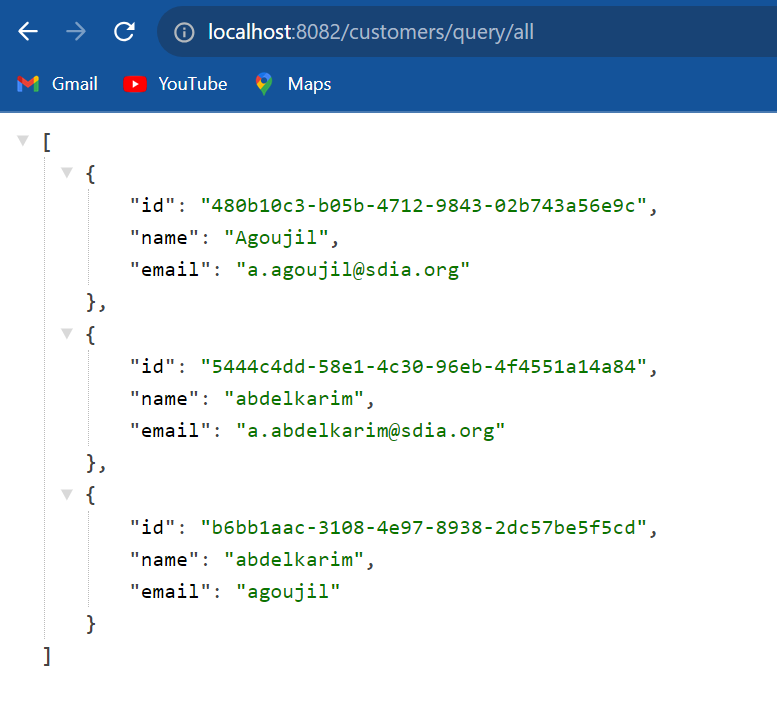 localhost:8082/customers/query/all
Gmail YouTube Maps
[
{
"id": "480b10c3-b05b-4712-9843-02b743a56e9c",
"name": "Agoujil",
"email": "a.agoujil@sdia.org"
},
{
"id": "5444c4dd-58e1-4c30-96eb-4f4551a14a84",
"name": "abdelkarim",
"email": "a.abdelkarim@sdia.org"
},
{
"id": "b6bb1aac-3108-4e97-8938-2dc57be5f5cd",
"name": "abdelkarim",
"email": "agoujil"
}
]